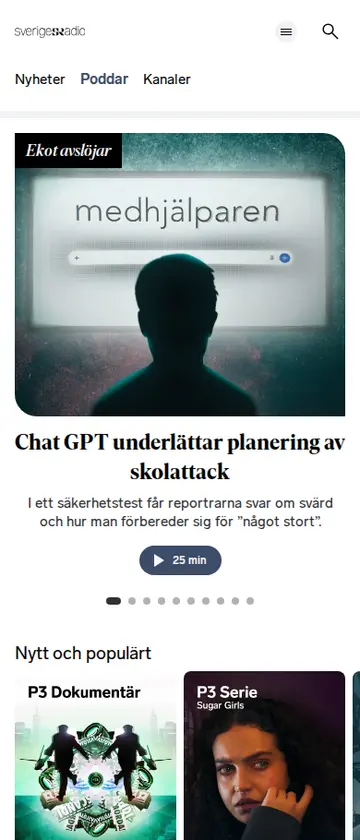 sverigesRadio
Nyheter Poddar Kanaler
Ekot avslöjar
medhjälparen
Chat GPT underlättar planering av
skolattack
I ett säkerhetstest får reportrarna svar om svärd
och hur man förbereder sig för ”något stort”.
25 min
Nytt och populärt
P3 Dokumentär
P3 Serie
Sugar Girls